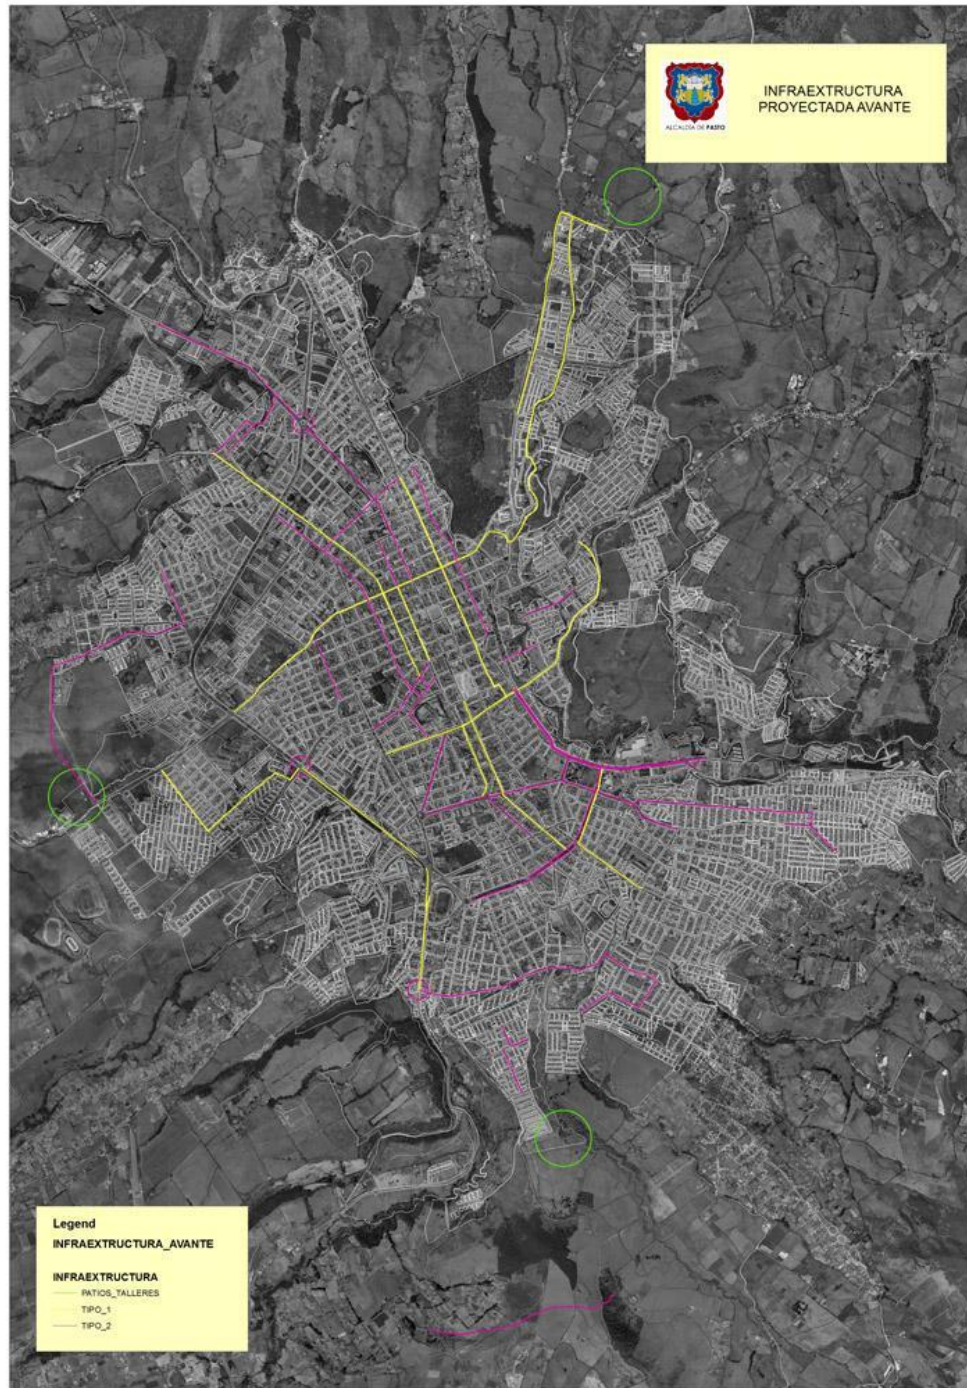 INFRAEXTRUCTURA
PROYECTADA AVANTE
ALCALDÍA DE PASTO
Legend
INFRAEXTRUCTURA_AVANTE
INFRAEXTRUCTURA
PATIOS_TALLERES
TIPO_1
TIPO_2